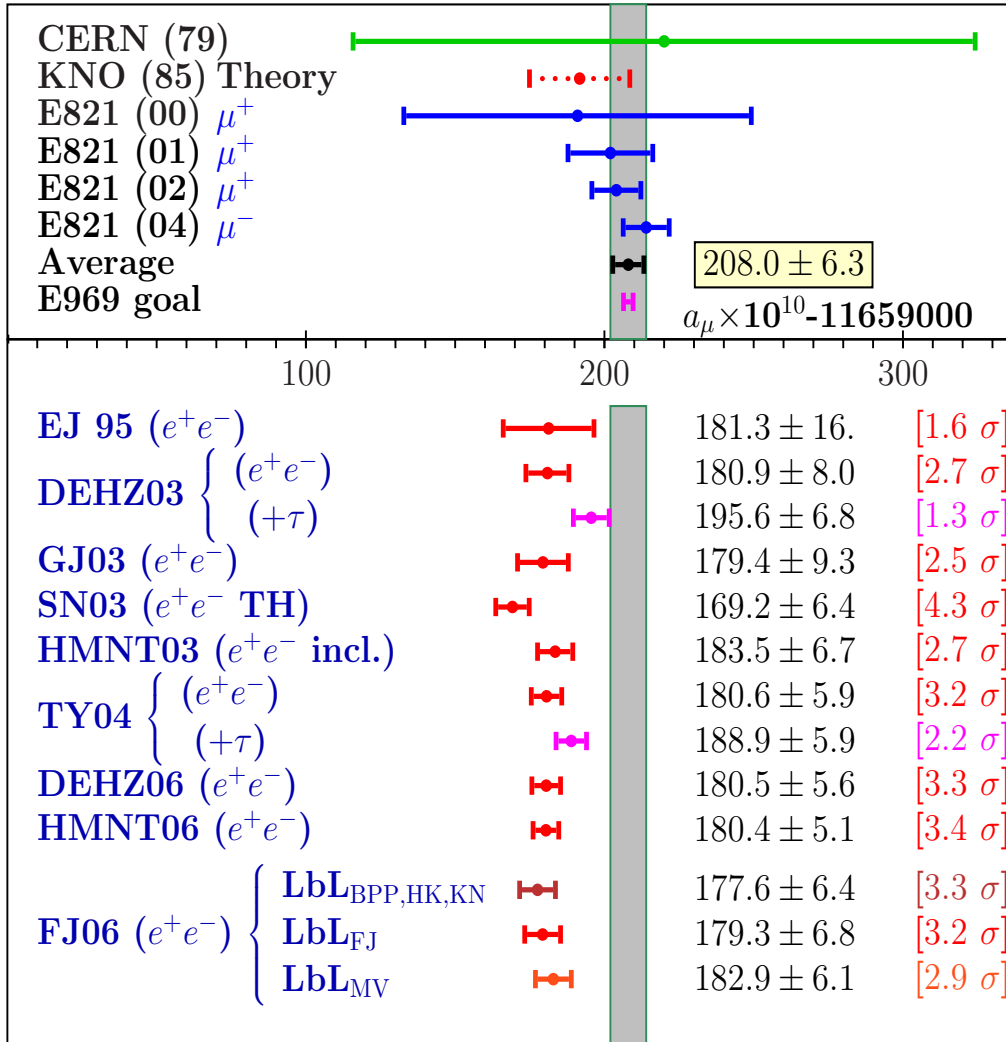 CERN (79)
KNO (85) Theory
E821 (00) μ⁺
E821 (01) μ⁺
E821 (02) μ⁺
E821 (04) μ⁻
Average 208.0 ± 6.3
E969 goal
a_μ×10¹⁰-11659000
100 200 300
EJ 95 (e⁺e⁻) 181.3 ± 16. [1.6 σ]
DEHZ03 { (e⁺e⁻) 180.9 ± 8.0 [2.7 σ]
(+τ) 195.6 ± 6.8 [1.3 σ]
GJ03 (e⁺e⁻) 179.4 ± 9.3 [2.5 σ]
SN03 (e⁺e⁻ TH) 169.2 ± 6.4 [4.3 σ]
HMNT03 (e⁺e⁻ incl.) 183.5 ± 6.7 [2.7 σ]
TY04 { (e⁺e⁻) 180.6 ± 5.9 [3.2 σ]
(+τ) 188.9 ± 5.9 [2.2 σ]
DEHZ06 (e⁺e⁻) 180.5 ± 5.6 [3.3 σ]
HMNT06 (e⁺e⁻) 180.4 ± 5.1 [3.4 σ]
LbL_BPP,HK,KN 177.6 ± 6.4 [3.3 σ]
FJ06 (e⁺e⁻) { LbL_FJ 179.3 ± 6.8 [3.2 σ]
LbL_MV 182.9 ± 6.1 [2.9 σ]